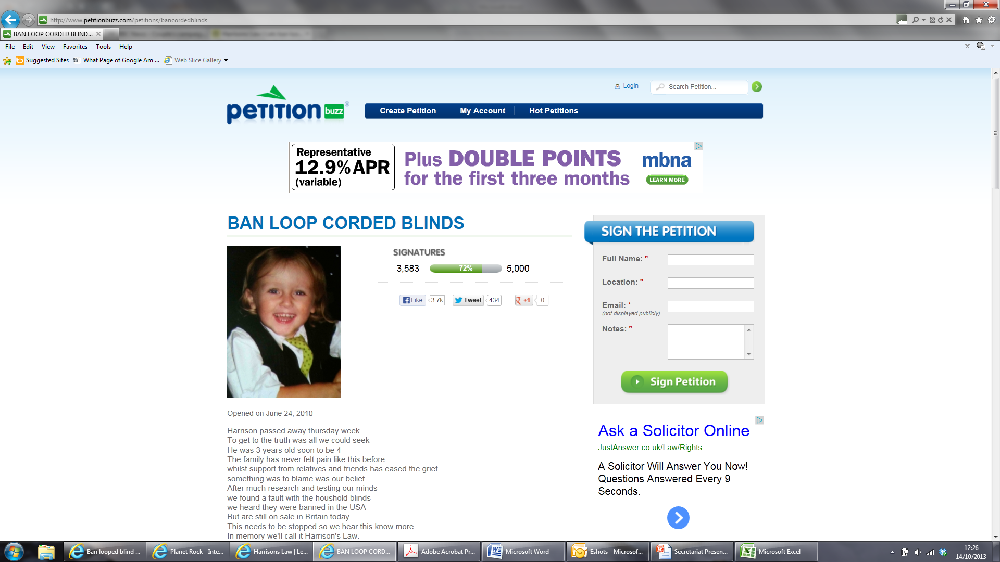 http://www.petitionbuzz.com/petitions/bancordedblinds
BAN LOOP CORDED BLIND...
File Edit View Favorites Tools Help
Suggested Sites What Page of Google Am ... Web Slice Gallery
Login Search Petition...
petition buzz ®
Create Petition My Account Hot Petitions
Representative
12.9% APR
(variable)
Plus DOUBLE POINTS
for the first three months
mbna
LEARN MORE
BAN LOOP CORDED BLINDS
SIGNATURES
3,583 72% 5,000
Like 3.7k Tweet 434 +1 0
SIGN THE PETITION
Full Name: *
Location: *
Email: *
(not displayed publicly)
Notes: *
Sign Petition
Opened on June 24, 2010
Harrison passed away thursday week
To get to the truth was all we could seek
He was 3 years old soon to be 4
The family has never felt pain like this before
whilst support from relatives and friends has eased the grief
something was to blame was our belief
After much research and testing our minds
we found a fault with the houshold blinds
we heard they were banned in the USA
But are still on sale in Britain today
This needs to be stopped so we hear this know more
In memory we'll call it Harrison's Law.
Ask a Solicitor Online
JustAnswer.co.uk/Law/Rights
A Solicitor Will Answer You Now!
Questions Answered Every 9
Seconds.
Ban looped blind ... Planet Rock - Inte... Harrisons Law | Le... BAN LOOP CORD... Adobe Acrobat Pr... Microsoft Word Eshots - Microsof... Secretariat Presen... Microsoft Excel
12:26
14/10/2013